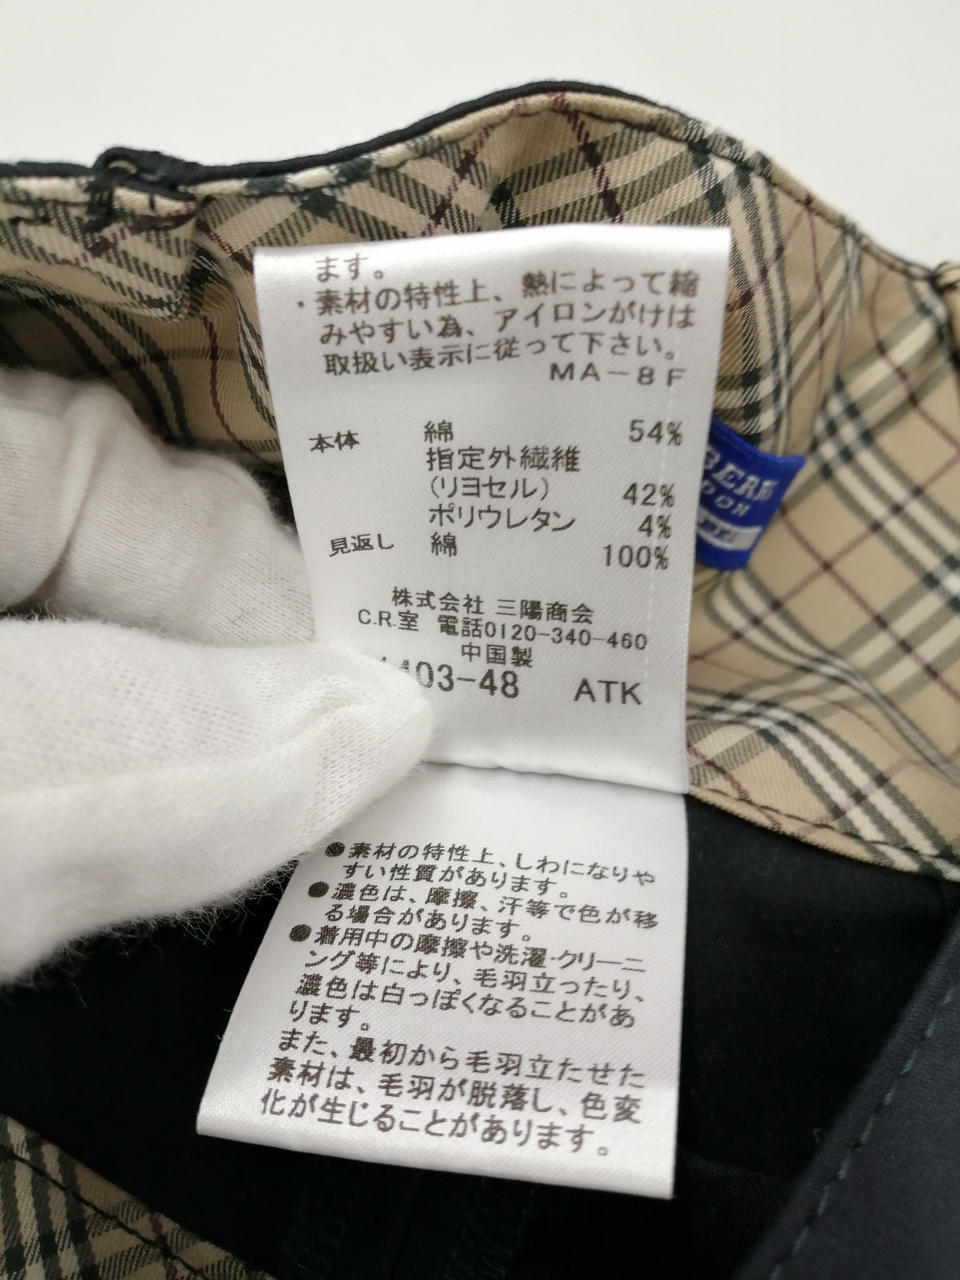 ます。
・素材の特性上、熱によって縮
みやすい為、アイロンがけは
取扱い表示に従って下さい。
MA-8F
本体 綿 54%
指定外繊維
(リヨセル) 42%
ポリウレタン 4%
見返し 綿 100%
株式会社 三陽商会
C.R.室 電話0120-340-460
中国製
403-48 ATK
●素材の特性上、しわになりや
すい性質があります。
●濃色は、摩擦、汗等で色が移
る場合があります。
●着用中の摩擦や洗濯・クリーニ
ング等により、毛羽立ったり、
濃色は白っぽくなることがあ
ります。
また、最初から毛羽立たせた
素材は、毛羽が脱落し、色変
化が生じることがあります。